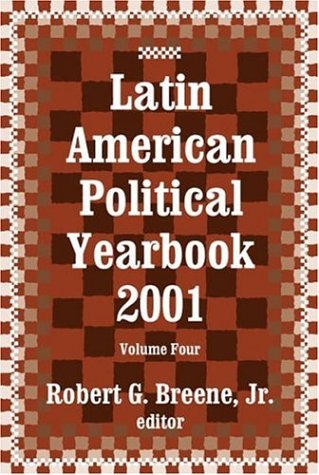 Latin
American
Political
Yearbook
2001
Volume Four
Robert G. Breene, Jr.
editor